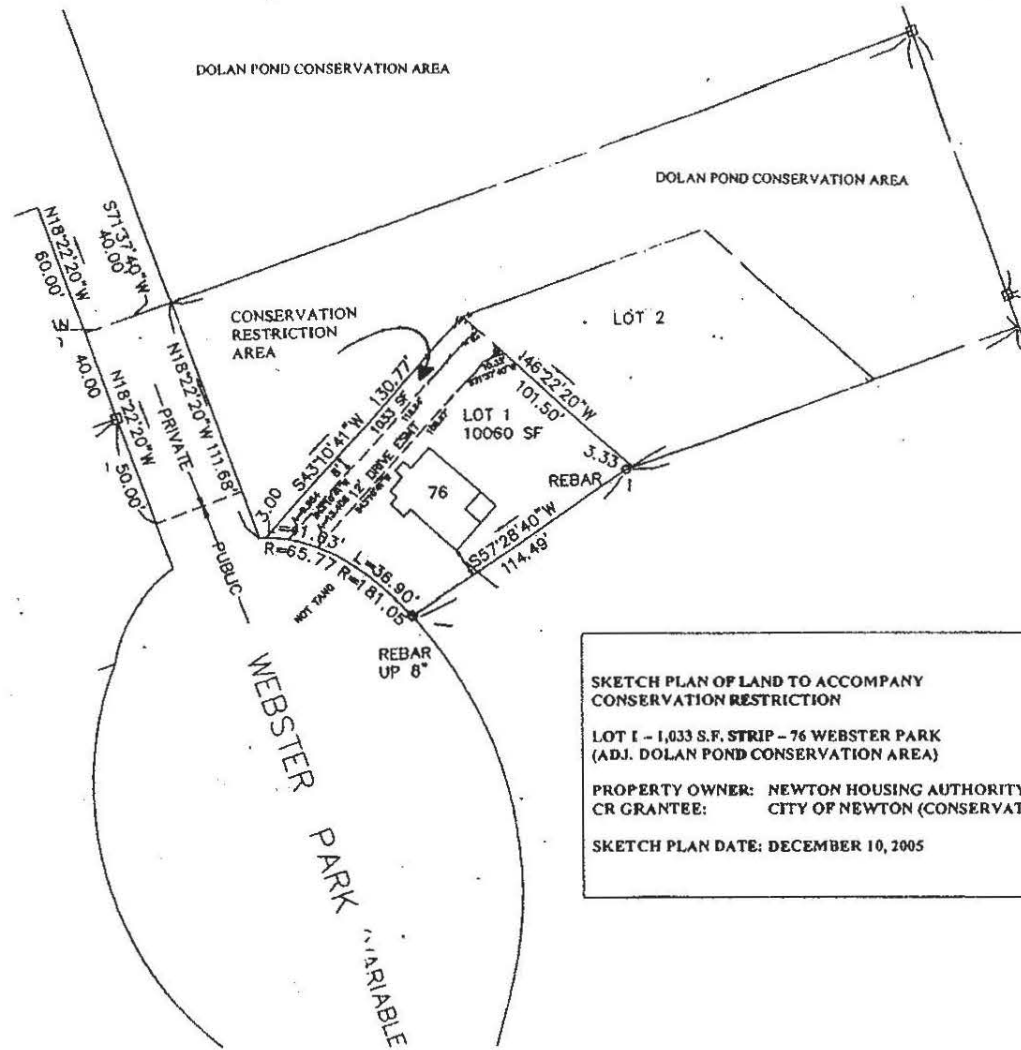 DOLAN POND CONSERVATION AREA
DOLAN POND CONSERVATION AREA
N18°22'20"W
60.00'
S71°37'40"W
40.00'
CONSERVATION
RESTRICTION
AREA
LOT 2
40.00
N18°22'20"W
50.00'
PRIVATE
PUBLIC
N18°22'20"W 111.68'
3.00
S43°10'41"W 130.77'
1033 SF
12' DRIVE ESMT
146°22'20"W
101.50'
LOT 1
10060 SF
76
3.33
REBAR
S57°28'40"W
114.49'
R=65.77
L=36.90'
R=181.05'
NOT TANG
REBAR
UP 8"
WEBSTER PARK
VARIABLE
SKETCH PLAN OF LAND TO ACCOMPANY
CONSERVATION RESTRICTION
LOT 1 – 1,033 S.F. STRIP – 76 WEBSTER PARK
(ADJ. DOLAN POND CONSERVATION AREA)
PROPERTY OWNER: NEWTON HOUSING AUTHORITY
CR GRANTEE: CITY OF NEWTON (CONSERVAT
SKETCH PLAN DATE: DECEMBER 10, 2005